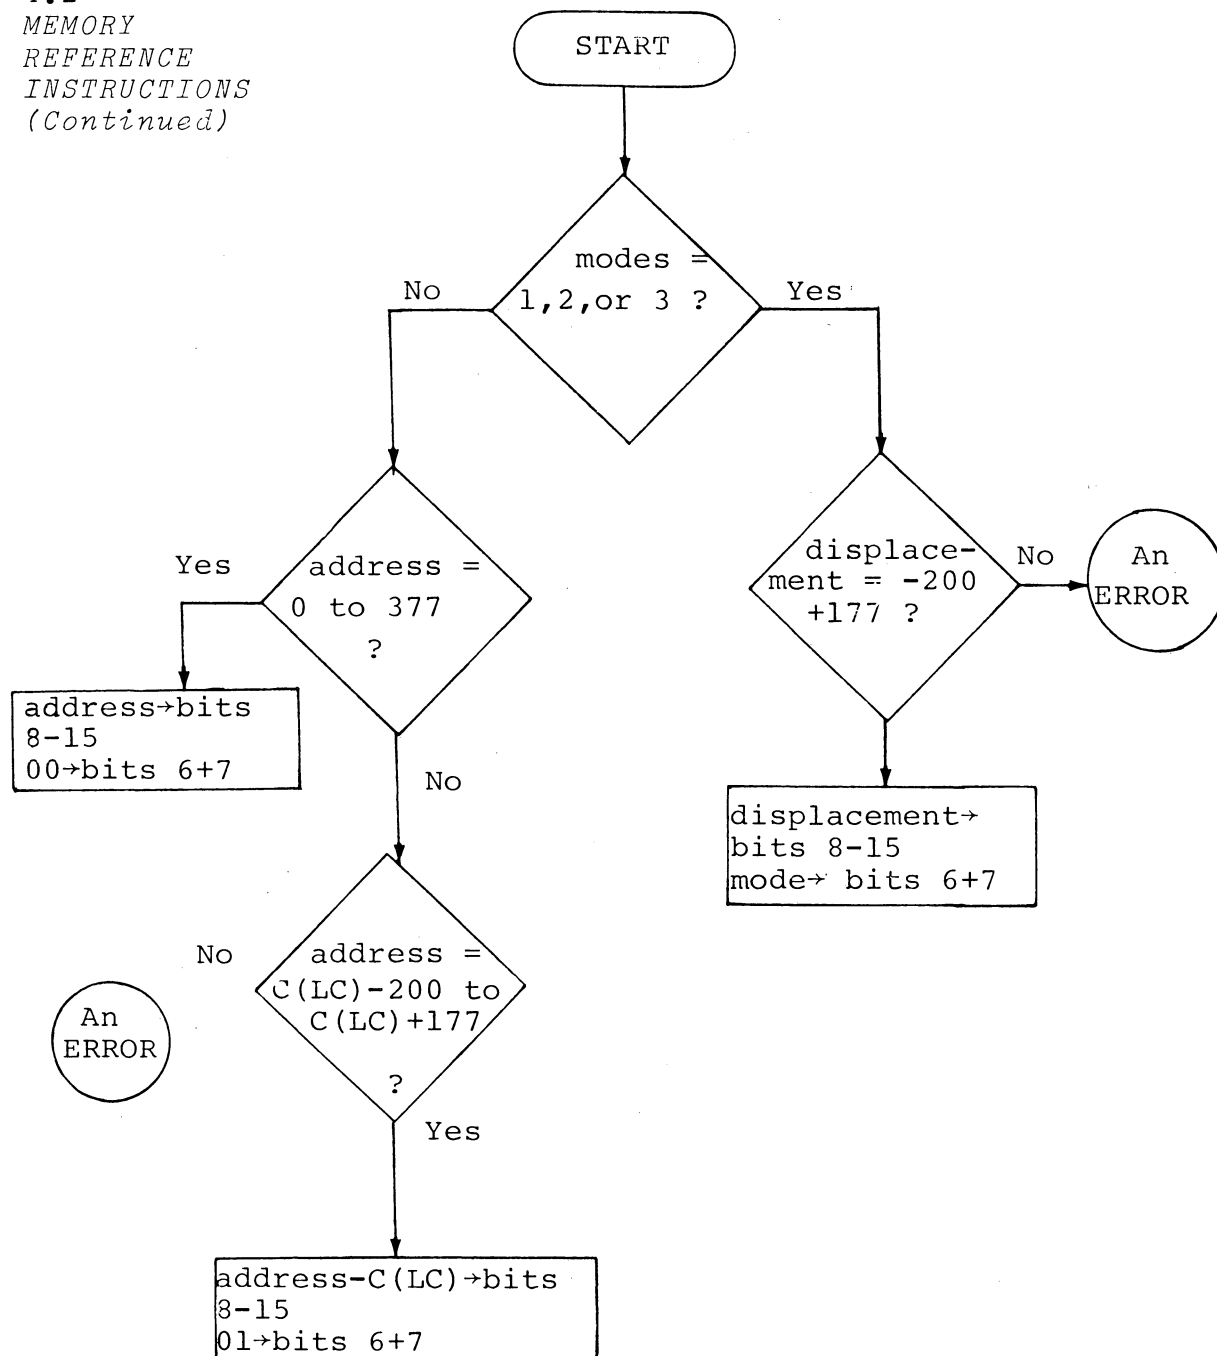 MEMORY
REFERENCE
INSTRUCTIONS
(Continued)
START
modes =
1,2,or 3 ?
No
Yes
address =
0 to 377
?
Yes
No
displace-
ment = -200
+177 ?
No
An
ERROR
address→bits
8-15
00→bits 6+7
displacement→
bits 8-15
mode→ bits 6+7
address =
C(LC)-200 to
C(LC)+177
?
No
An
ERROR
Yes
address-C(LC)→bits
8-15
01→bits 6+7